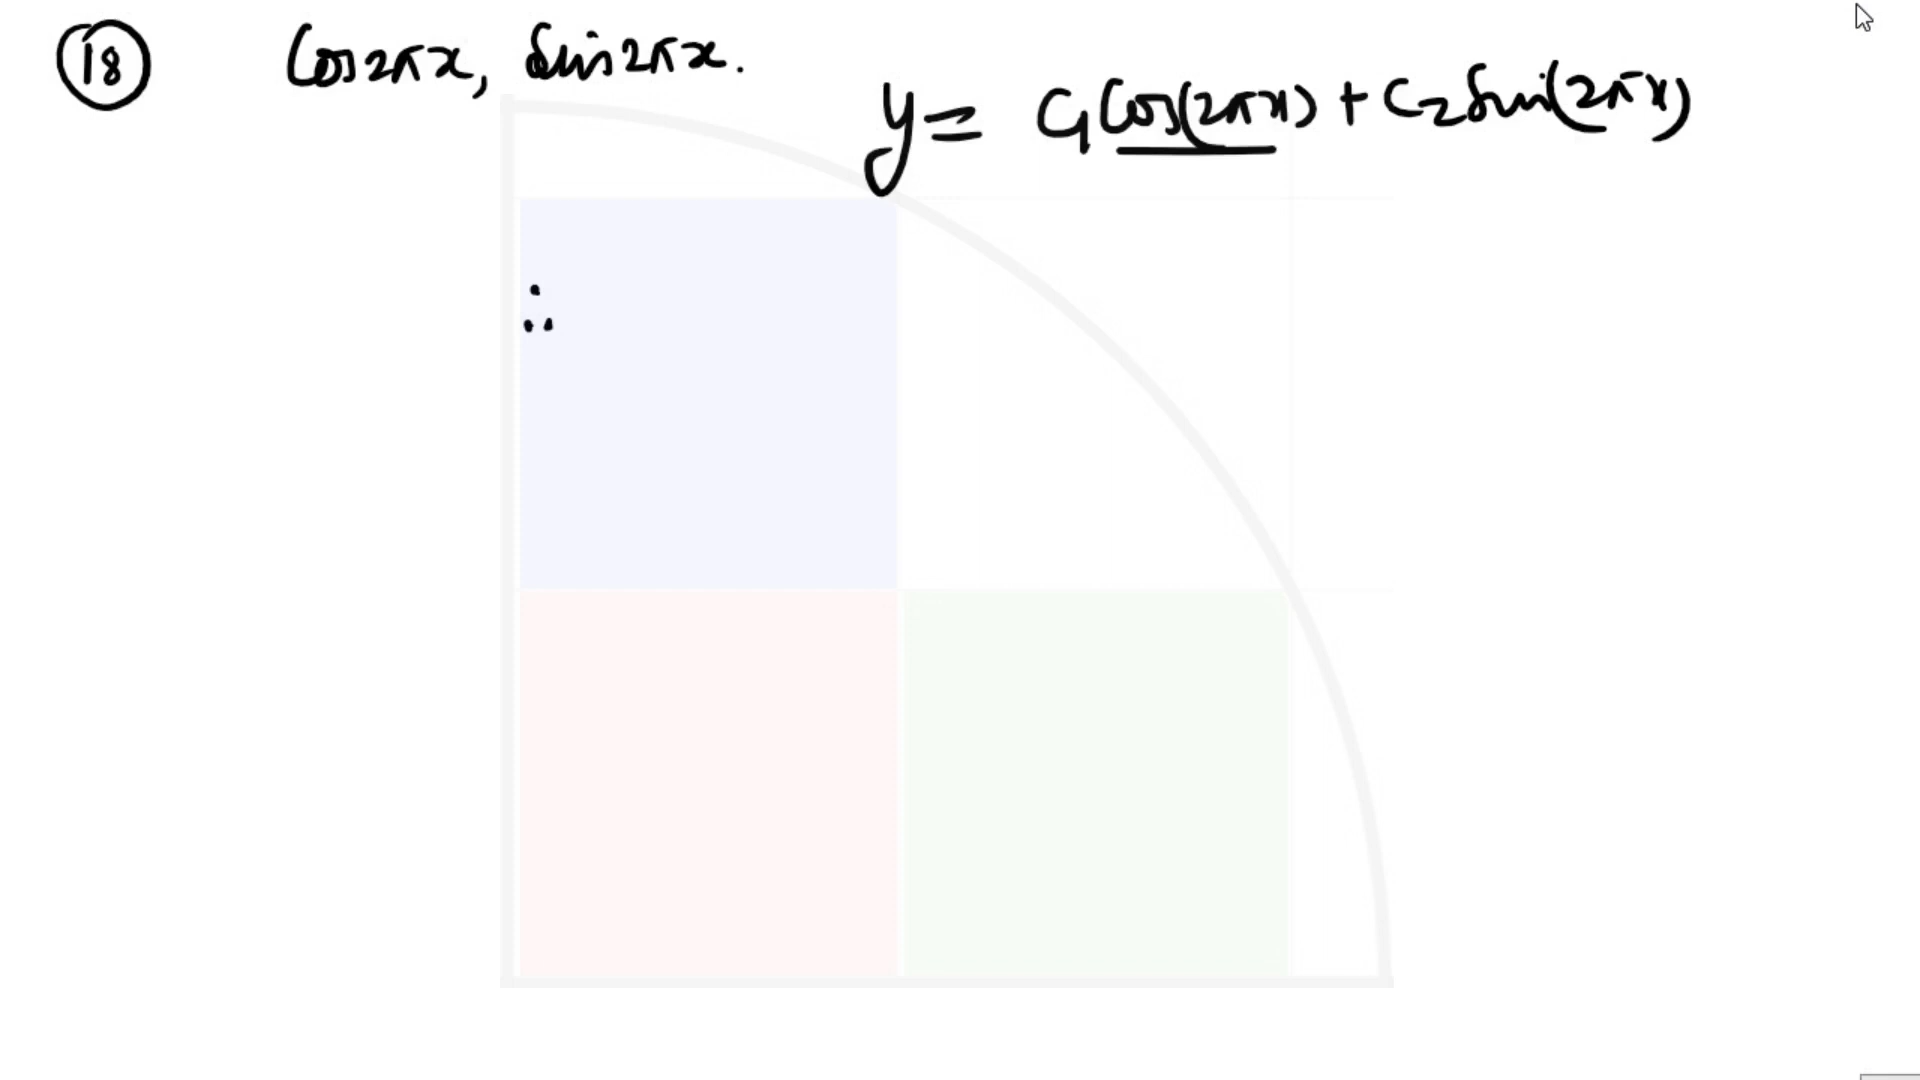 18 Cos2πx, Sin2πx.
y = C1Cos(2πx) + C2Sin(2πx)
∴